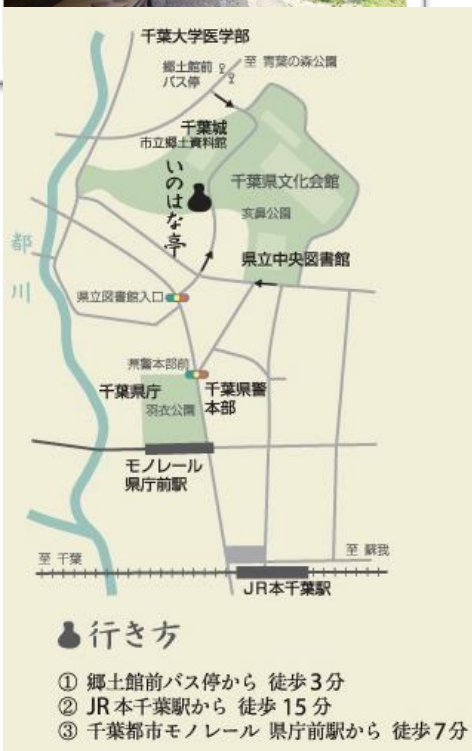 千葉大学医学部
郷土館前
バス停
至 青葉の森公園
千葉城
市立郷土資料館
いのはな亭
千葉県文化会館
亥鼻公園
県立中央図書館
都川
県立図書館入口
県警本部前
千葉県庁
羽衣公園
千葉県警
本部
モノレール
県庁前駅
至 千葉
至 蘇我
JR本千葉駅
行き方
① 郷土館前バス停から 徒歩3分
② JR本千葉駅から 徒歩15分
③ 千葉都市モノレール 県庁前駅から 徒歩7分